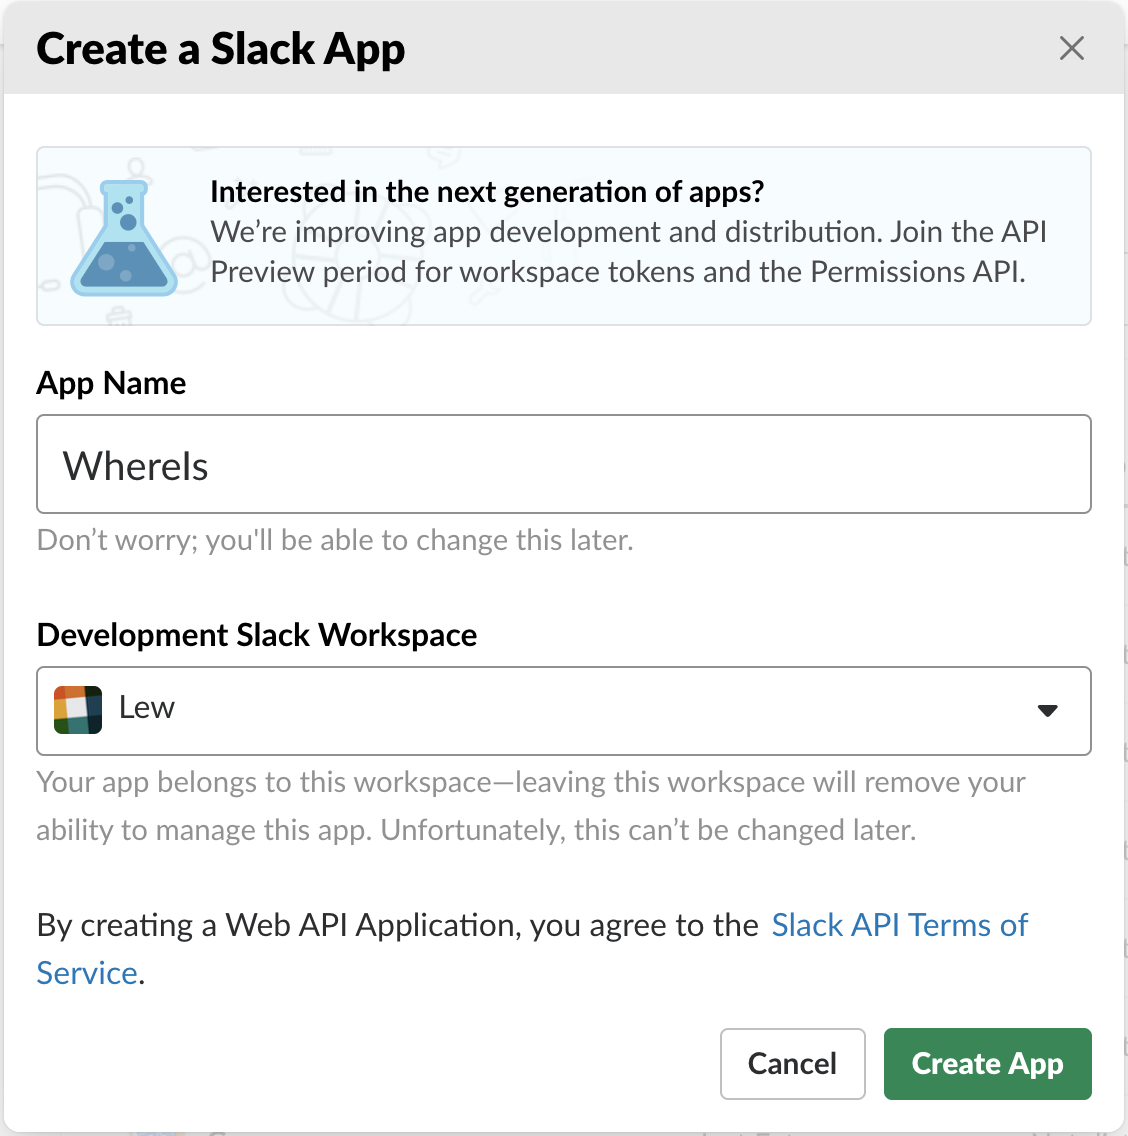 Create a Slack App
Interested in the next generation of apps?
We’re improving app development and distribution. Join the API
Preview period for workspace tokens and the Permissions API.
App Name
WhereIs
Don’t worry; you'll be able to change this later.
Development Slack Workspace
Lew
Your app belongs to this workspace—leaving this workspace will remove your
ability to manage this app. Unfortunately, this can’t be changed later.
By creating a Web API Application, you agree to the Slack API Terms of
Service.
Cancel
Create App